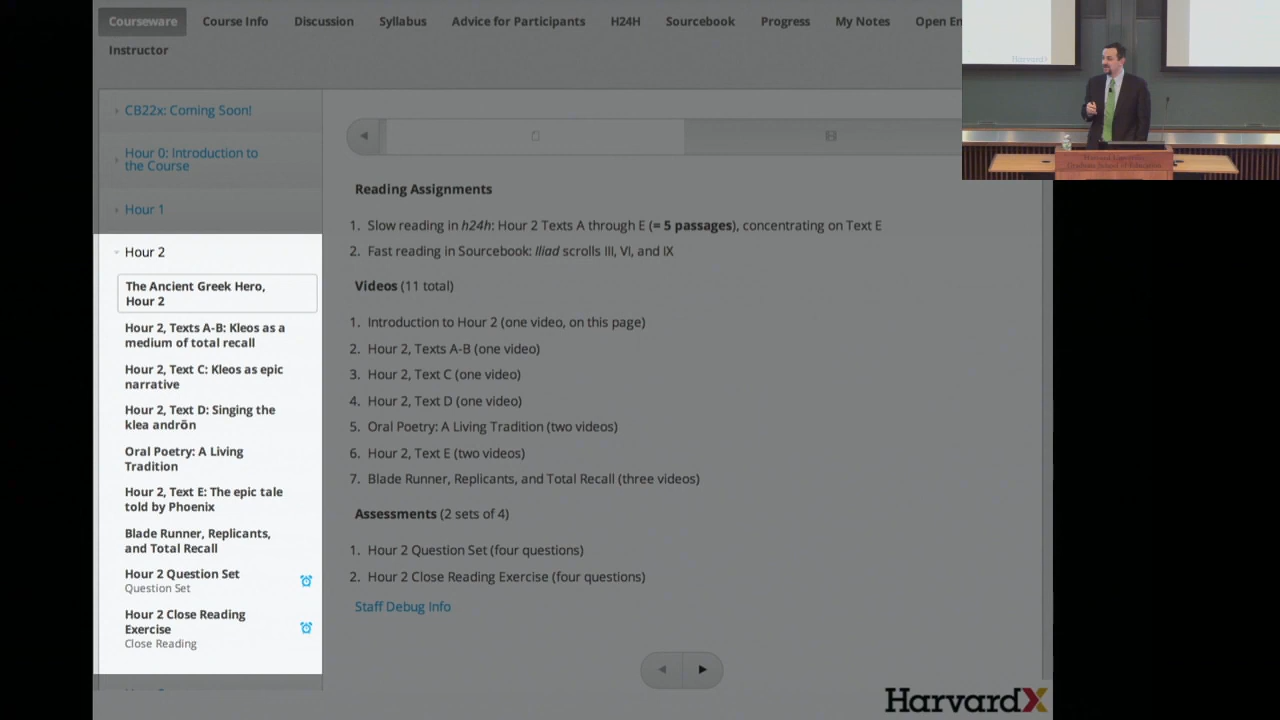 Courseware Course Info Discussion Syllabus Advice for Participants H24H Sourcebook Progress My Notes Open En
Instructor
CB22x: Coming Soon!
Hour 0: Introduction to
the Course
Hour 1
Hour 2
The Ancient Greek Hero,
Hour 2
Hour 2, Texts A-B: Kleos as a
medium of total recall
Hour 2, Text C: Kleos as epic
narrative
Hour 2, Text D: Singing the
klea andrōn
Oral Poetry: A Living
Tradition
Hour 2, Text E: The epic tale
told by Phoenix
Blade Runner, Replicants,
and Total Recall
Hour 2 Question Set
Question Set
Hour 2 Close Reading
Exercise
Close Reading
Reading Assignments
1. Slow reading in h24h: Hour 2 Texts A through E (= 5 passages), concentrating on Text E
2. Fast reading in Sourcebook: Iliad scrolls III, VI, and IX
Videos (11 total)
1. Introduction to Hour 2 (one video, on this page)
2. Hour 2, Texts A-B (one video)
3. Hour 2, Text C (one video)
4. Hour 2, Text D (one video)
5. Oral Poetry: A Living Tradition (two videos)
6. Hour 2, Text E (two videos)
7. Blade Runner, Replicants, and Total Recall (three videos)
Assessments (2 sets of 4)
1. Hour 2 Question Set (four questions)
2. Hour 2 Close Reading Exercise (four questions)
Staff Debug Info
HarvardX
HarvardX
Harvard University
Graduate School of Education